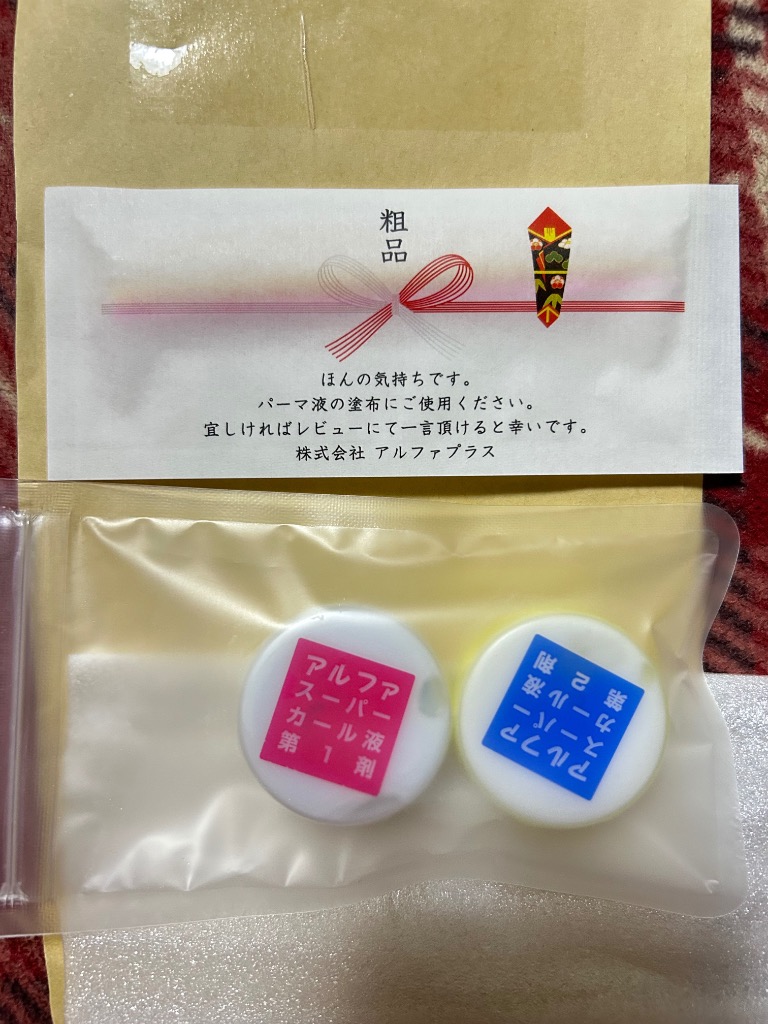 粗品
ほんの気持ちです。
パーマ液の塗布にご使用ください。
宜しければレビューにて一言頂けると幸いです。
株式会社 アルファプラス
アルファ
スーパー
カール液
第1剤
アルファ
スーパー
カール液
第2剤